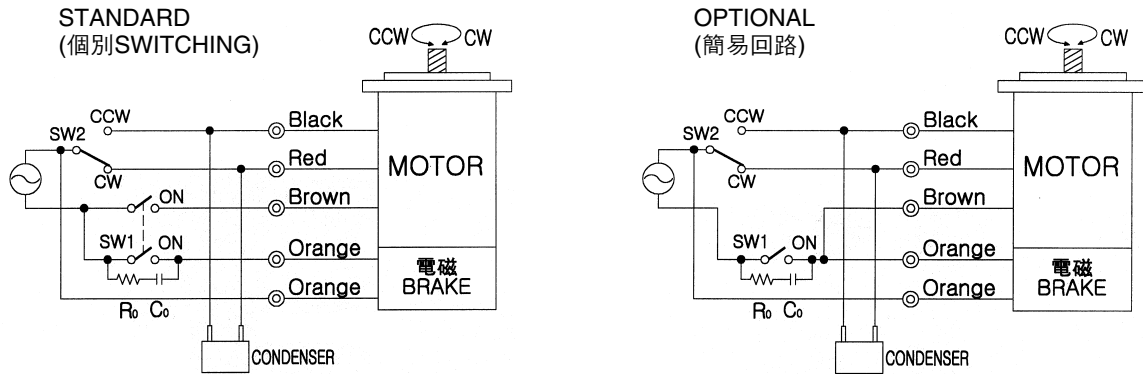 STANDARD
(個別SWITCHING)
CCW CW
CCW
SW2
CW
ON
SW1 ON
R₀ C₀
Black
Red
Brown
Orange
Orange
MOTOR
電磁
BRAKE
CONDENSER
OPTIONAL
(簡易回路)
CCW CW
CCW
SW2
CW
SW1 ON
R₀ C₀
Black
Red
Brown
Orange
Orange
MOTOR
電磁
BRAKE
CONDENSER